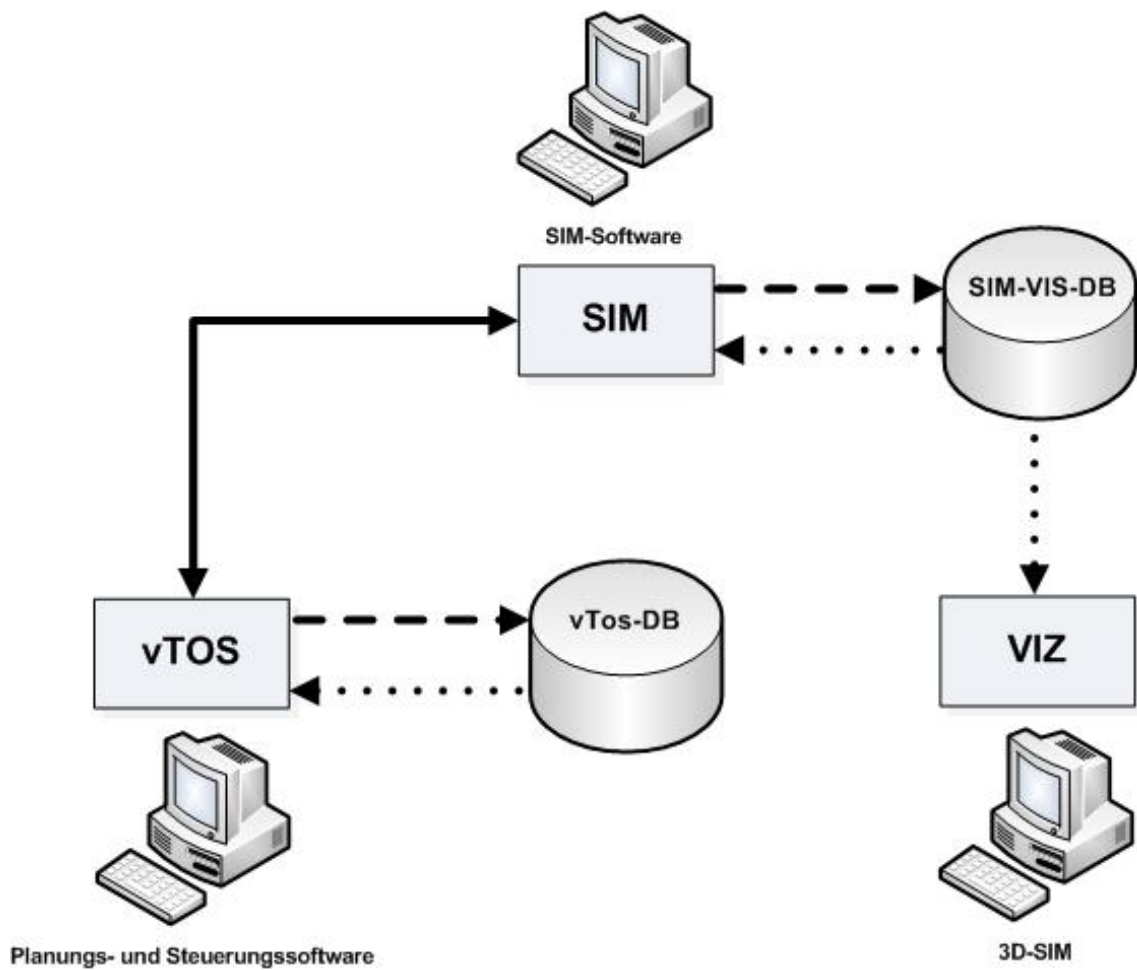 SIM-Software
SIM
SIM-VIS-DB
vTOS
vTos-DB
VIZ
Planungs- und Steuerungssoftware
3D-SIM